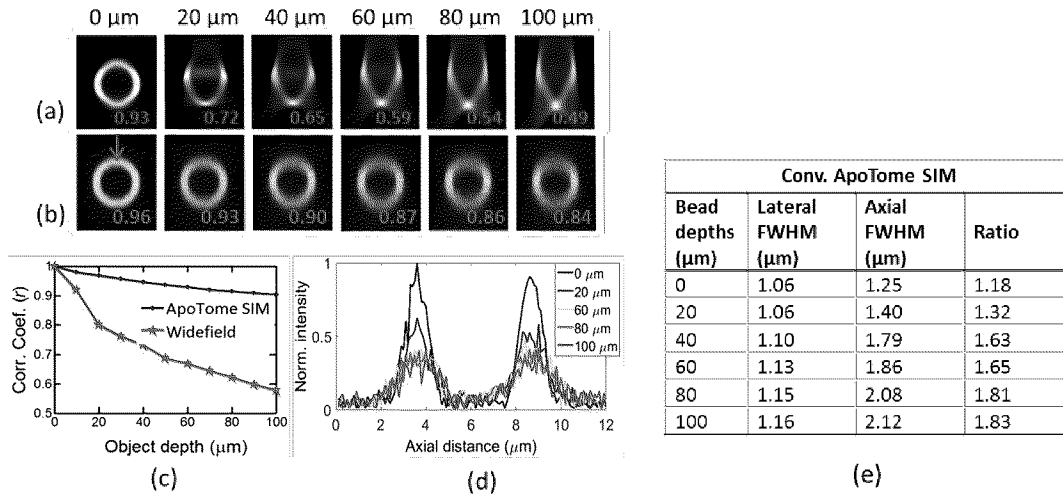 0 μm 20 μm 40 μm 60 μm 80 μm 100 μm
(a)
0.93 0.72 0.65 0.59 0.54 0.49
(b)
0.96 0.93 0.90 0.87 0.86 0.84
Corr. Coef. (r)
1
0.9
0.8
0.7
0.6
0.5
ApoTome SIM
Widefield
0 20 40 60 80 100
Object depth (μm)
(c)
Norm. intensity
1
0.5
0
0 μm
20 μm
60 μm
80 μm
100 μm
0 2 4 6 8 10 12
Axial distance (μm)
(d)
Conv. ApoTome SIM
Bead depths (μm) Lateral FWHM (μm) Axial FWHM (μm) Ratio
0 1.06 1.25 1.18
20 1.06 1.40 1.32
40 1.10 1.79 1.63
60 1.13 1.86 1.65
80 1.15 2.08 1.81
100 1.16 2.12 1.83
(e)